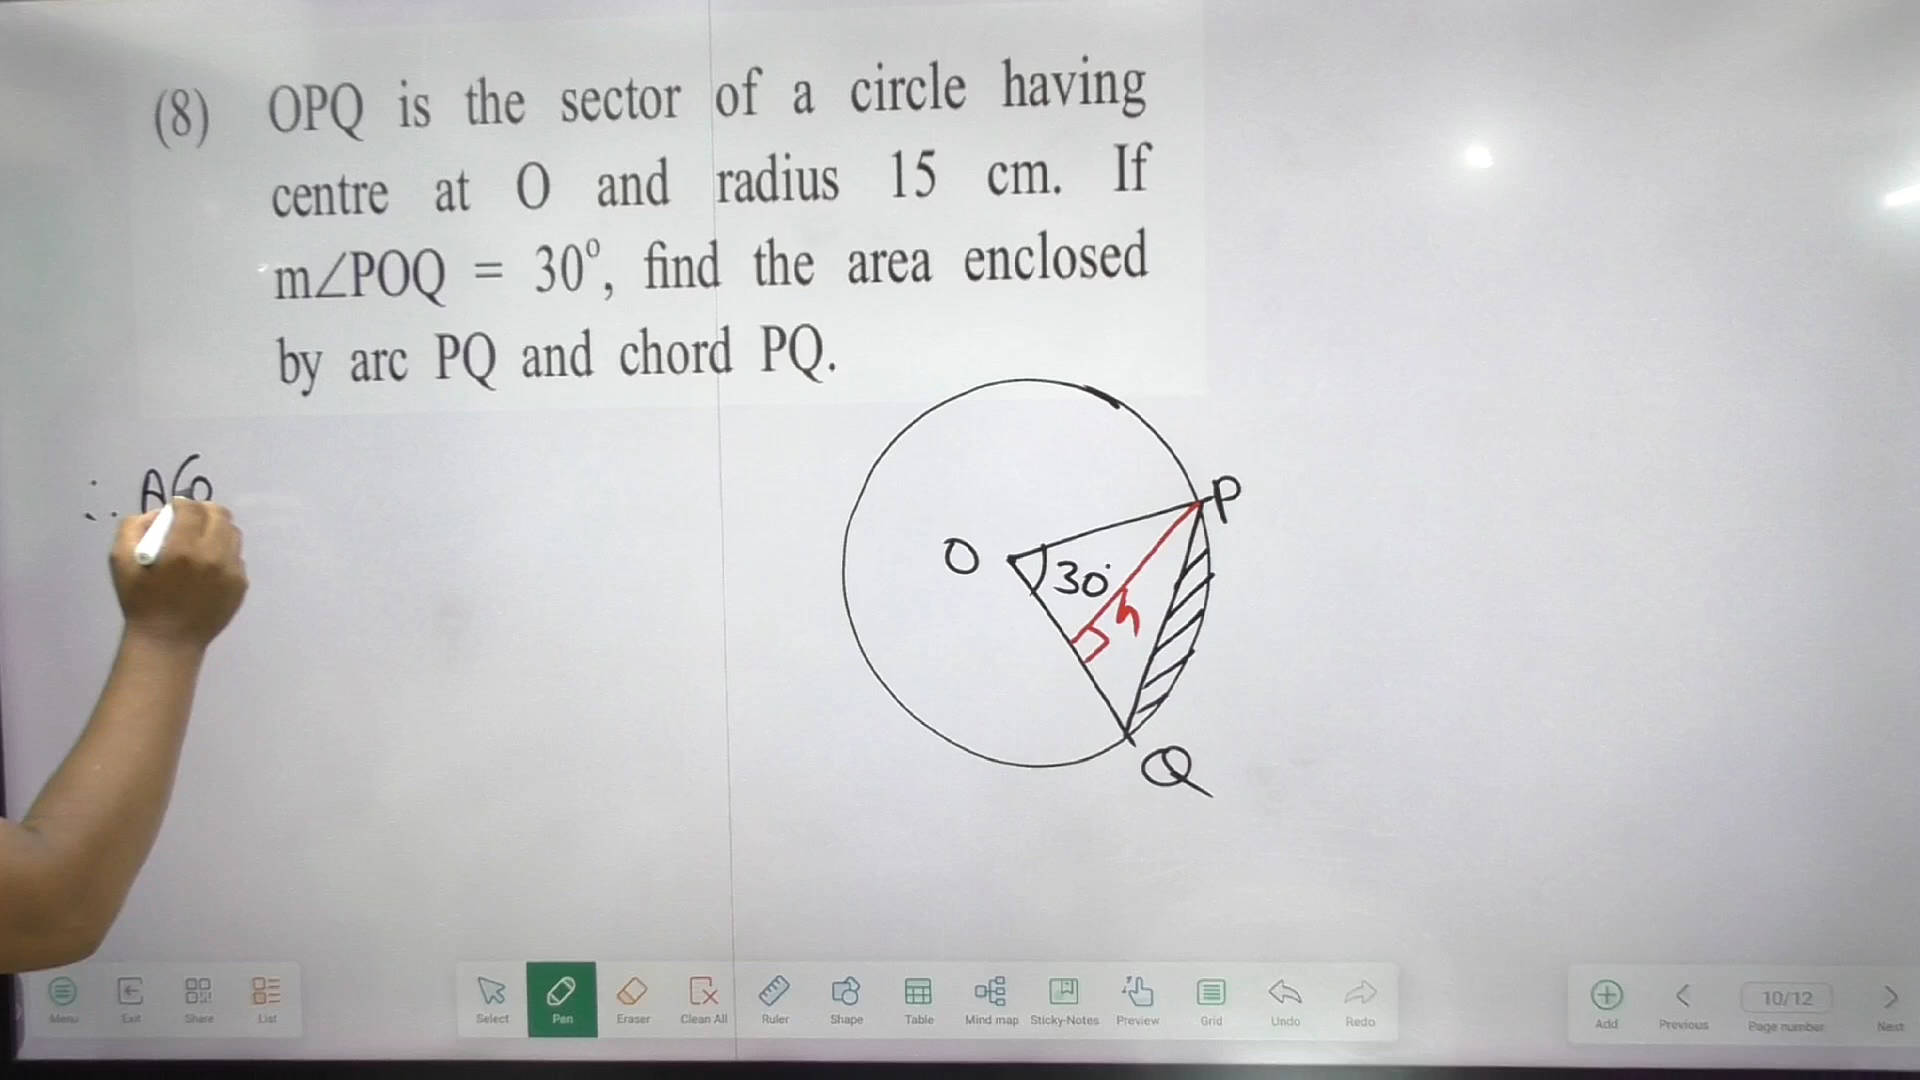 (8) OPQ is the sector of a circle having
centre at O and radius 15 cm. If
m∠POQ = 30°, find the area enclosed
by arc PQ and chord PQ.
P
O
30°
h
Q
Menu
Exit
Share
List
Select
Pen
Eraser
Clean All
Ruler
Shape
Table
Mind map
Sticky-Notes
Preview
Grid
Undo
Redo
Add
Previous
10/12
Page number
Next